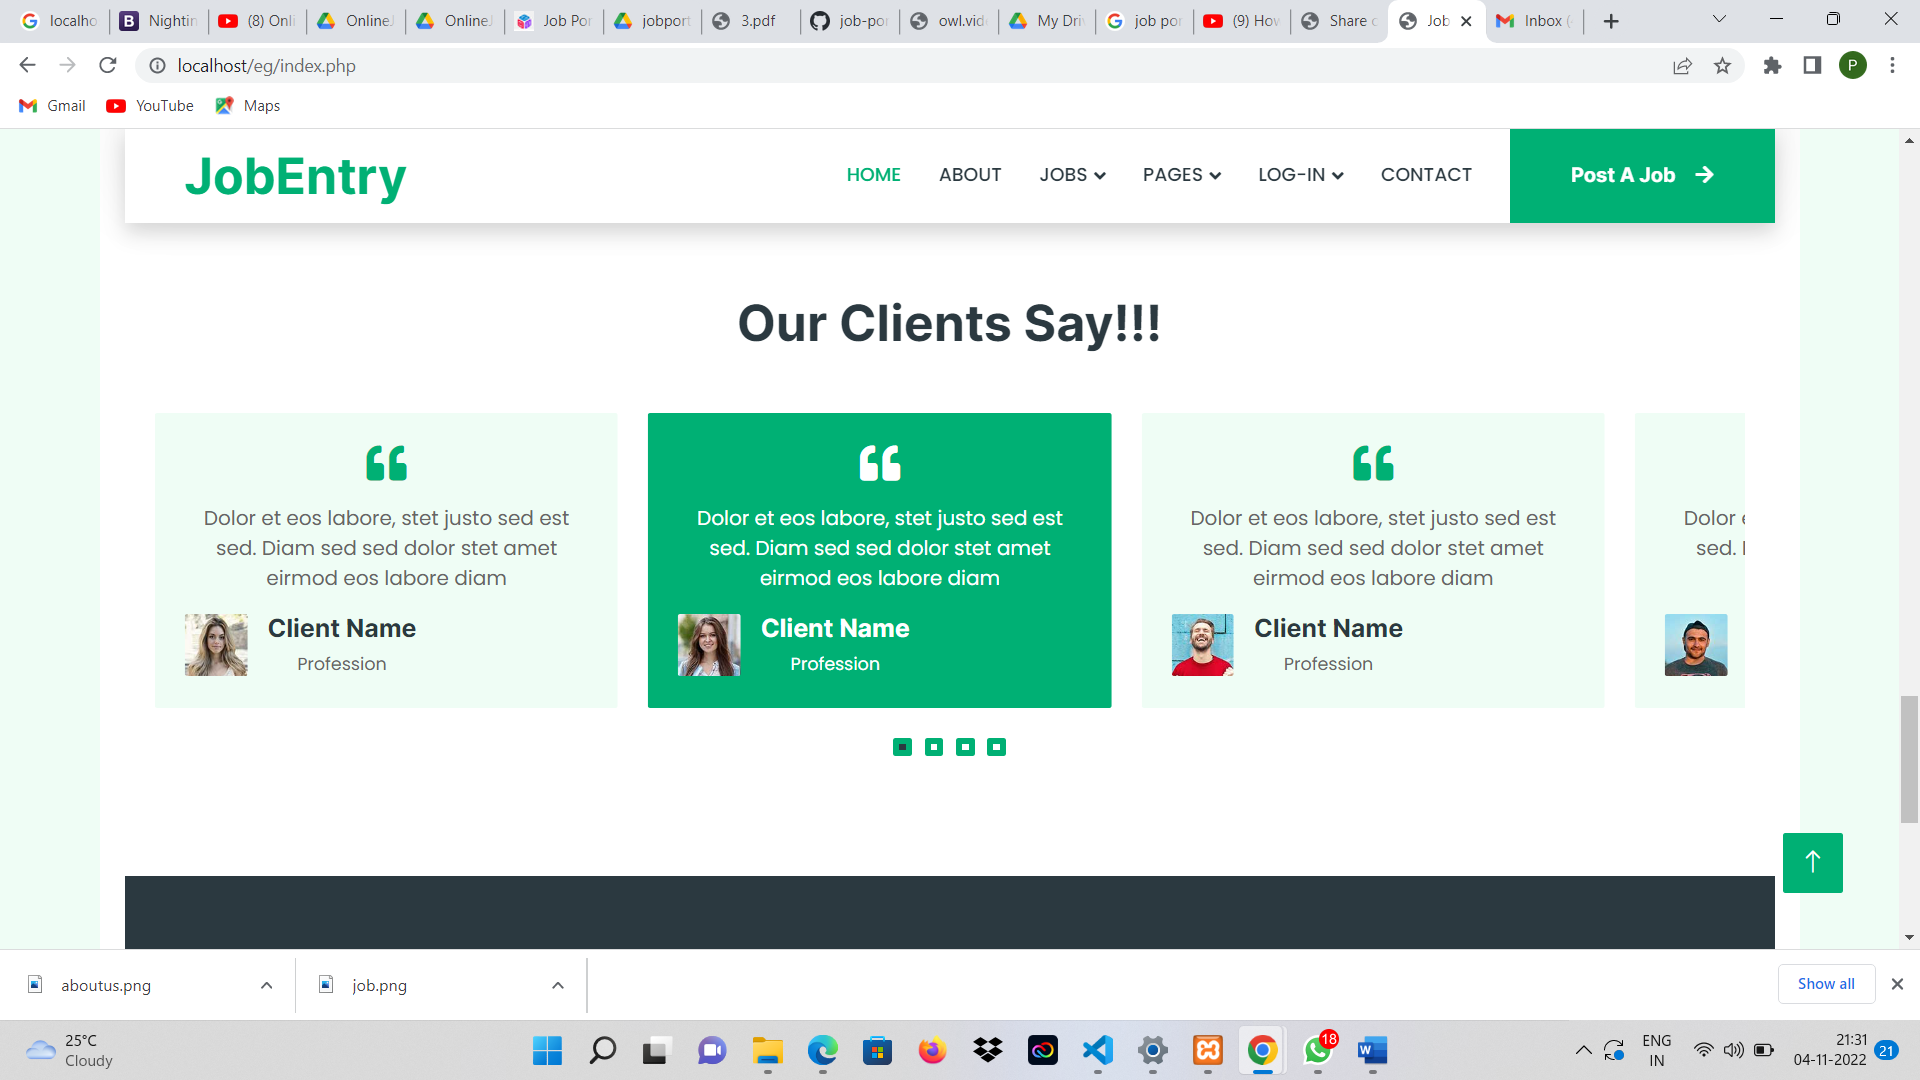 localho
B Nightin
(8) Onli
OnlineJ
OnlineJ
Job Por
jobport
3.pdf
job-po
owl.vid
My Driv
job por
(9) How
Share o
Job
Inbox (
localhost/eg/index.php
P
Gmail
YouTube
Maps
JobEntry
HOME
ABOUT
JOBS
PAGES
LOG-IN
CONTACT
Post A Job
Our Clients Say!!!
Dolor et eos labore, stet justo sed est
sed. Diam sed sed dolor stet amet
eirmod eos labore diam
Client Name
Profession
Dolor et eos labore, stet justo sed est
sed. Diam sed sed dolor stet amet
eirmod eos labore diam
Client Name
Profession
Dolor et eos labore, stet justo sed est
sed. Diam sed sed dolor stet amet
eirmod eos labore diam
Client Name
Profession
Dolor
sed.
aboutus.png
job.png
Show all
25°C
Cloudy
18
W
ENG
IN
21:31
04-11-2022
21